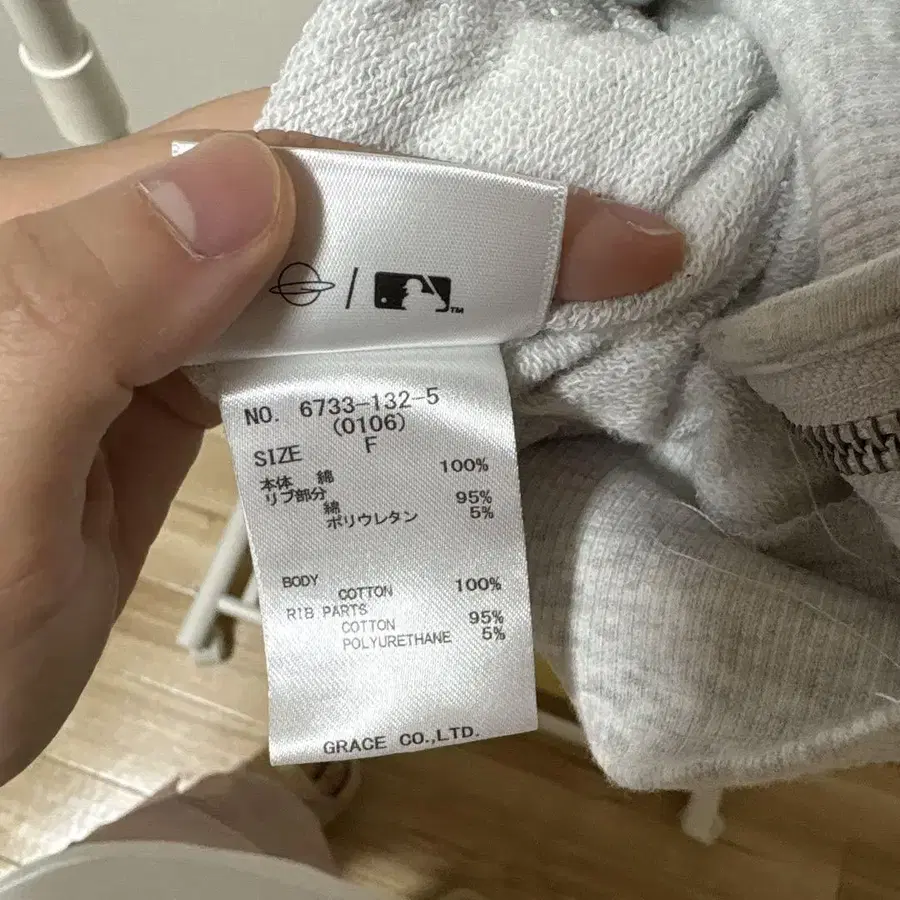 / ™
NO. 6733-132-5
(0106)
SIZE F
本体 綿 100%
リブ部分
綿 95%
ポリウレタン 5%
BODY
COTTON 100%
RIB PARTS
COTTON 95%
POLYURETHANE 5%
GRACE CO.,LTD.